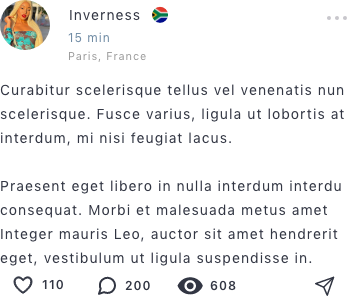 Inverness
15 min
Paris, France
Curabitur scelerisque tellus vel venenatis nun
scelerisque. Fusce varius, ligula ut lobortis at
interdum, mi nisi feugiat lacus.
Praesent eget libero in nulla interdum interdu
consequat. Morbi et malesuada metus amet
Integer mauris Leo, auctor sit amet hendrerit
eget, vestibulum ut ligula suspendisse in.
110 200 608